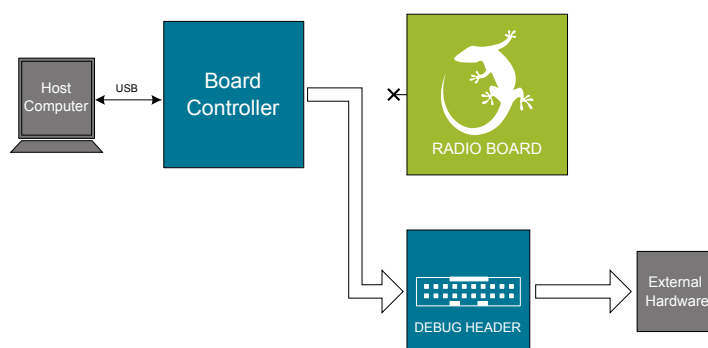 Host
Computer
USB
Board
Controller
RADIO BOARD
DEBUG HEADER
External
Hardware